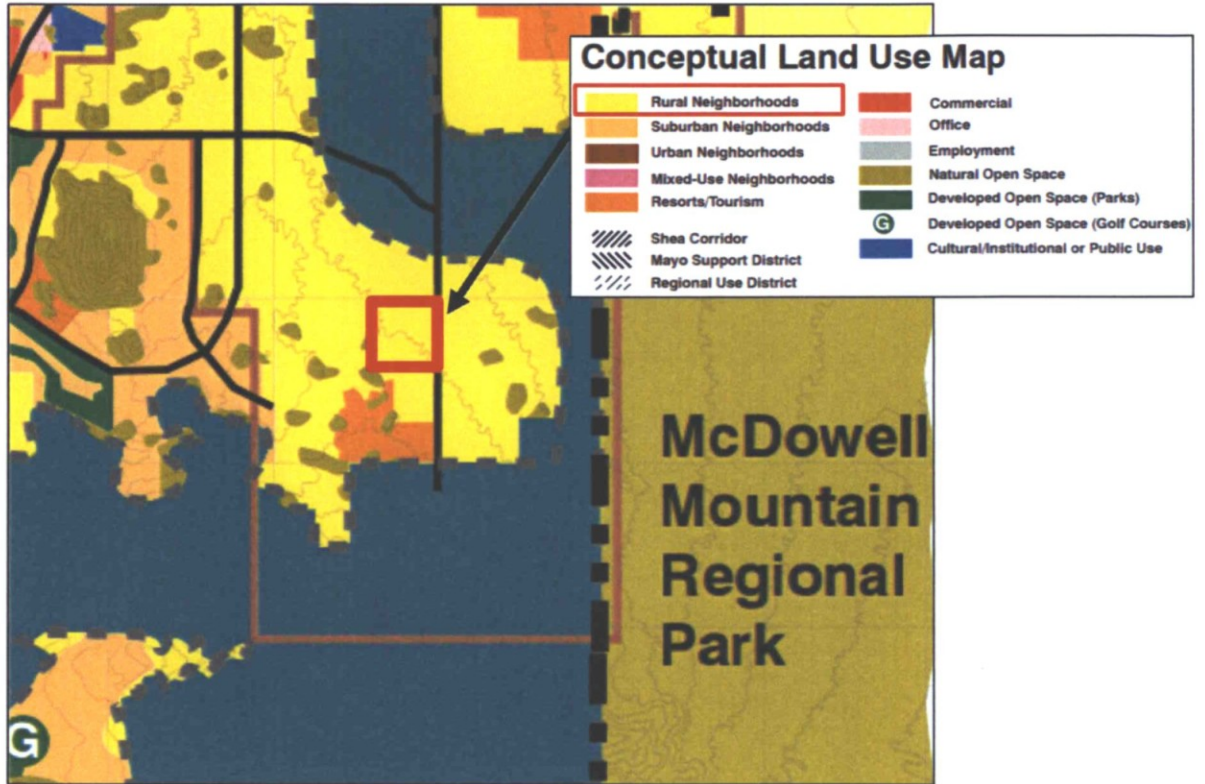 Conceptual Land Use Map
Rural Neighborhoods
Suburban Neighborhoods
Urban Neighborhoods
Mixed-Use Neighborhoods
Resorts/Tourism
Shea Corridor
Mayo Support District
Regional Use District
Commercial
Office
Employment
Natural Open Space
Developed Open Space (Parks)
G
Developed Open Space (Golf Courses)
Cultural/Institutional or Public Use
McDowell
Mountain
Regional
Park
G